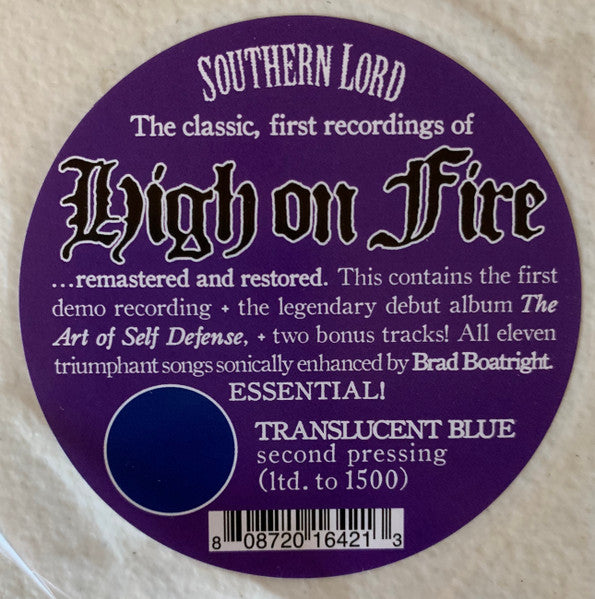 SOUTHERN LORD
The classic, first recordings of
High on Fire
...remastered and restored. This contains the first
demo recording + the legendary debut album The
Art of Self Defense, + two bonus tracks! All eleven
triumphant songs sonically enhanced by Brad Boatright.
ESSENTIAL!
TRANSLUCENT BLUE
second pressing
(ltd. to 1500)
8 08720 16421 3